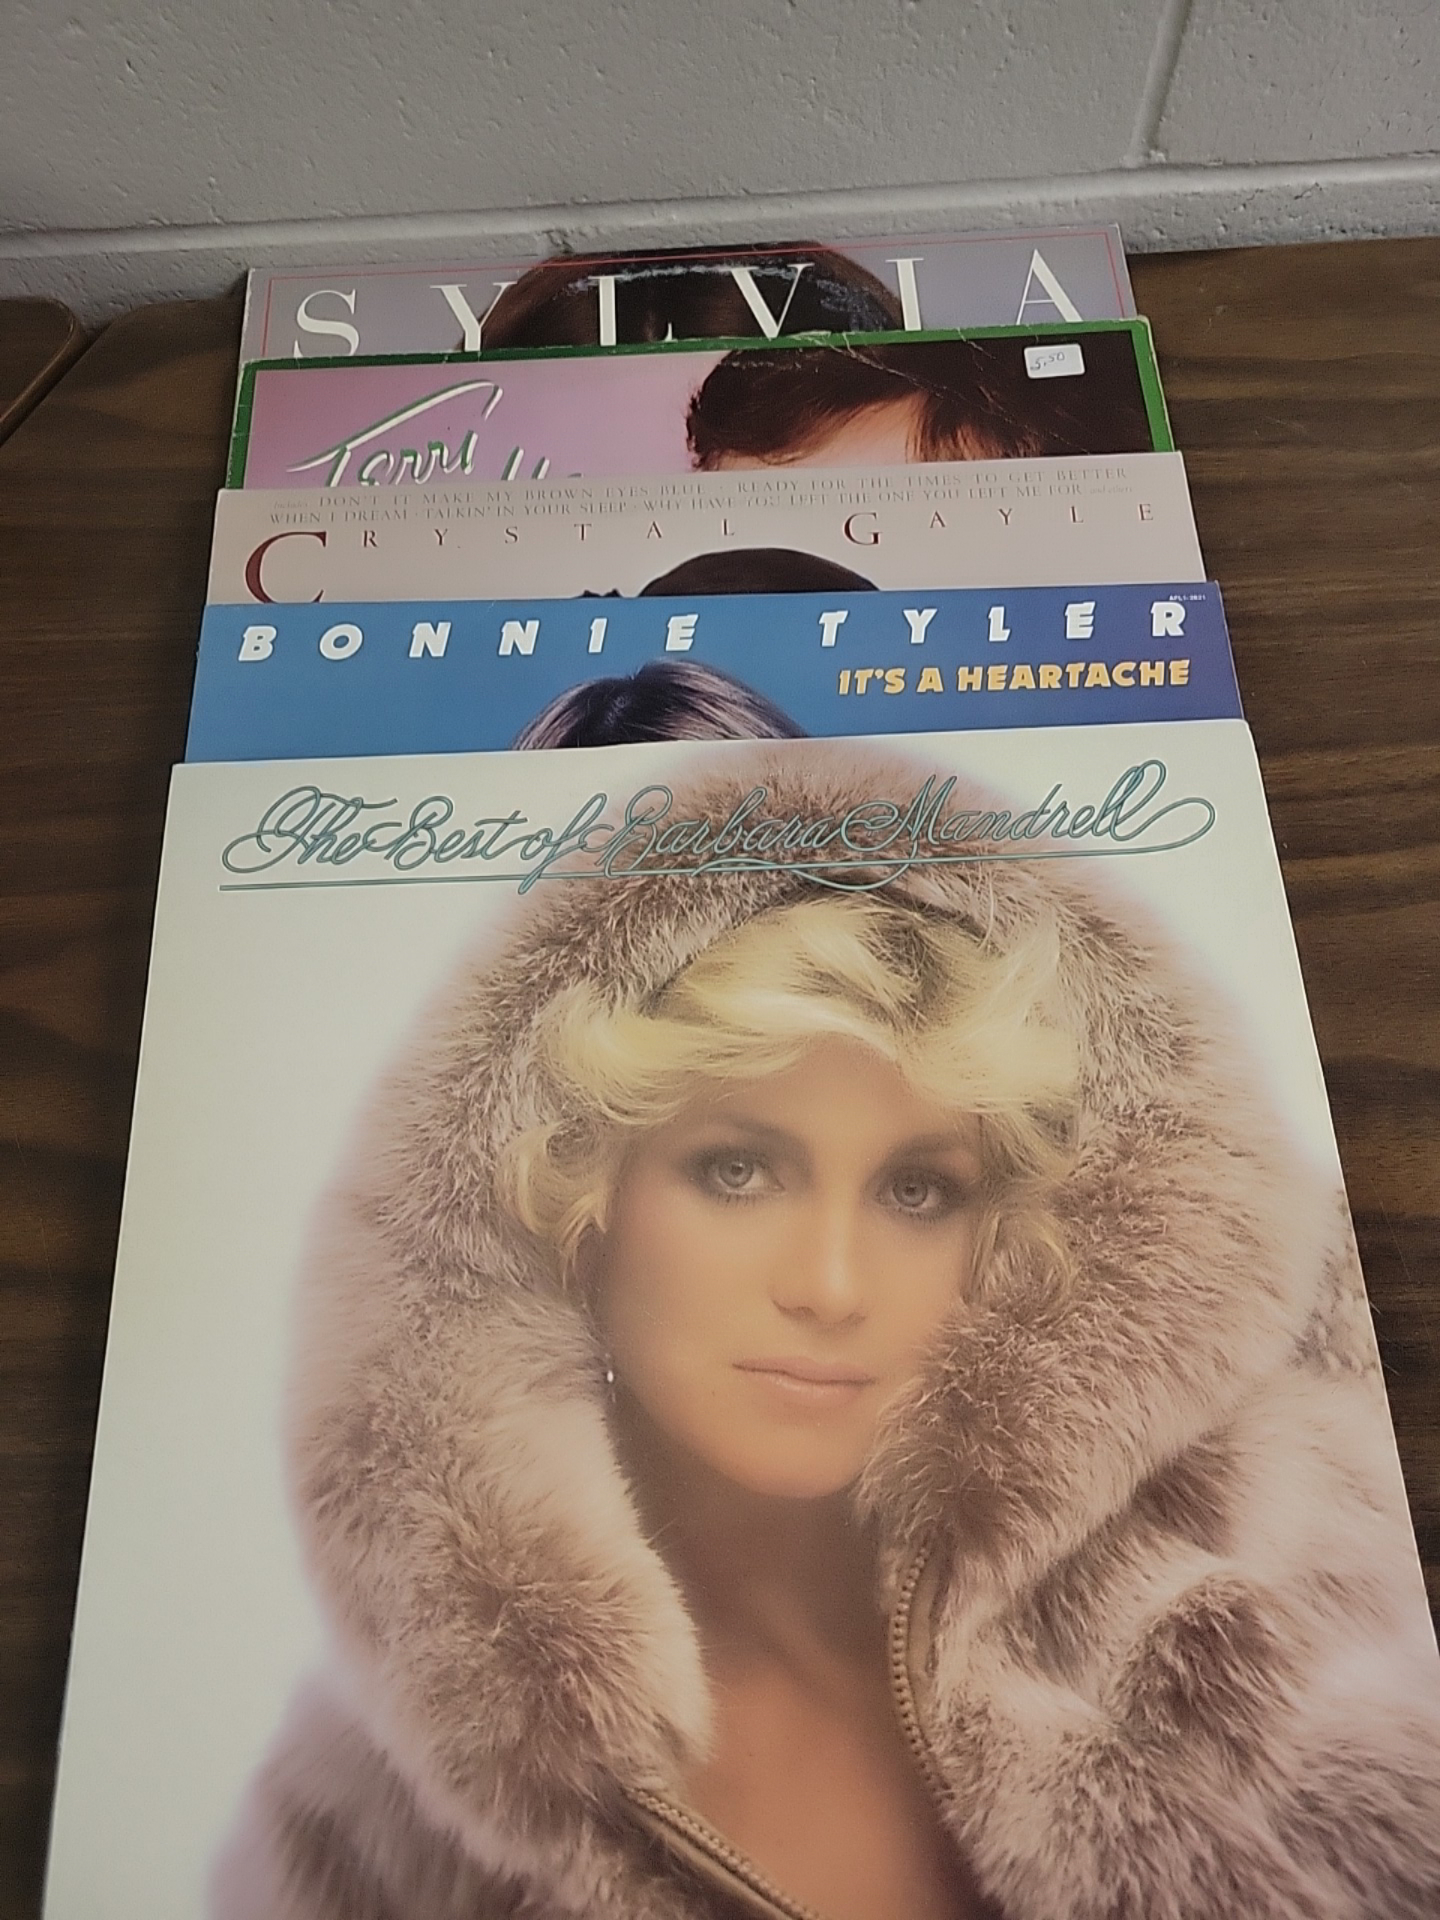 SYLVIA
5.50
Terri
includes DON'T IT MAKE MY BROWN EYES BLUE · READY FOR THE TIMES TO GET BETTER
WHEN I DREAM · TALKIN' IN YOUR SLEEP · WHY HAVE YOU LEFT THE ONE YOU LEFT ME FOR and others
CRYSTAL GAYLE
AFL1-2821
BONNIE TYLER
IT'S A HEARTACHE
The Best of Barbara Mandrell